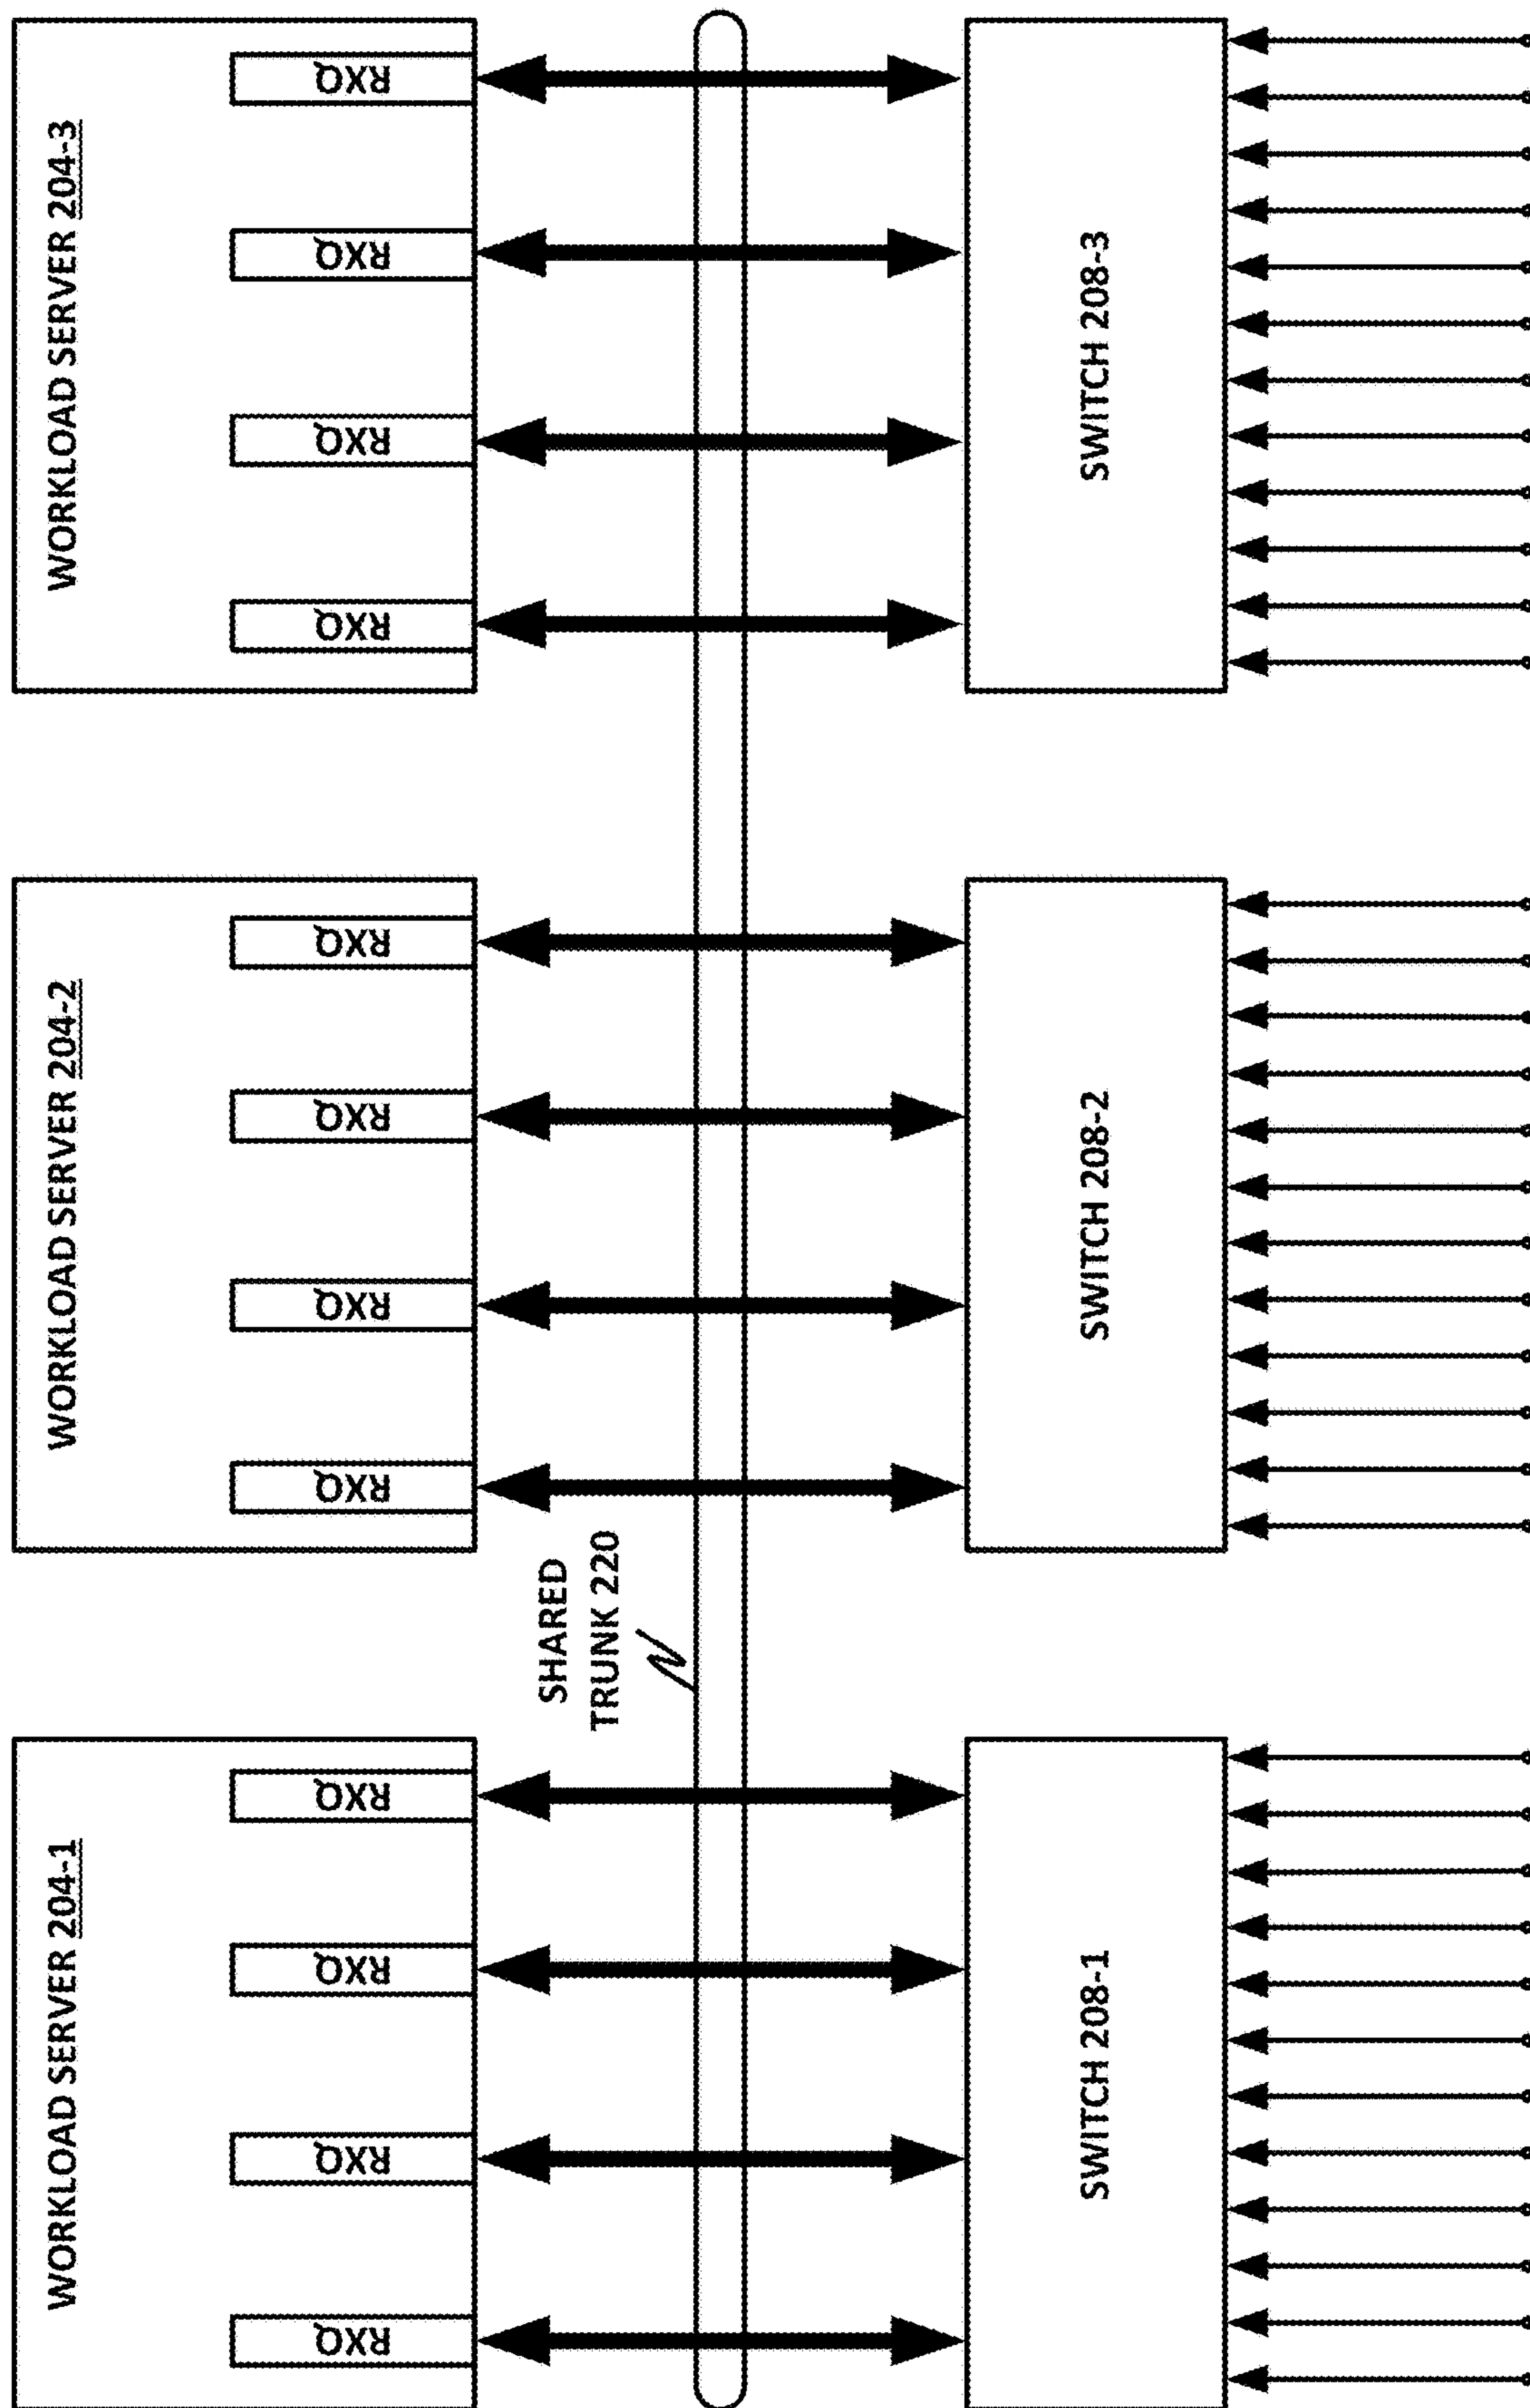 WORKLOAD SERVER 204-1
RXQ
RXQ
RXQ
RXQ
WORKLOAD SERVER 204-2
RXQ
RXQ
RXQ
RXQ
WORKLOAD SERVER 204-3
RXQ
RXQ
RXQ
RXQ
SHARED
TRUNK 220
SWITCH 208-1
SWITCH 208-2
SWITCH 208-3